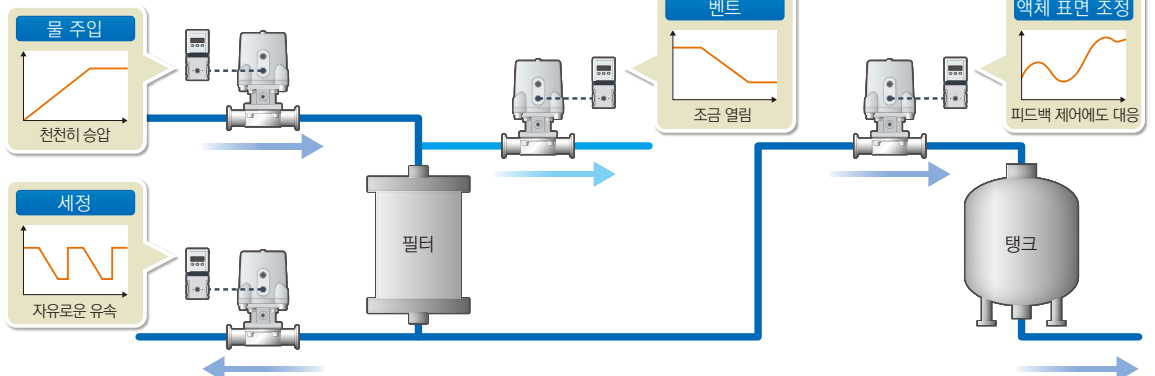 물 주입
천천히 승압
벤트
조금 열림
액체 표면 조정
피드백 제어에도 대응
세정
자유로운 유속
필터
탱크